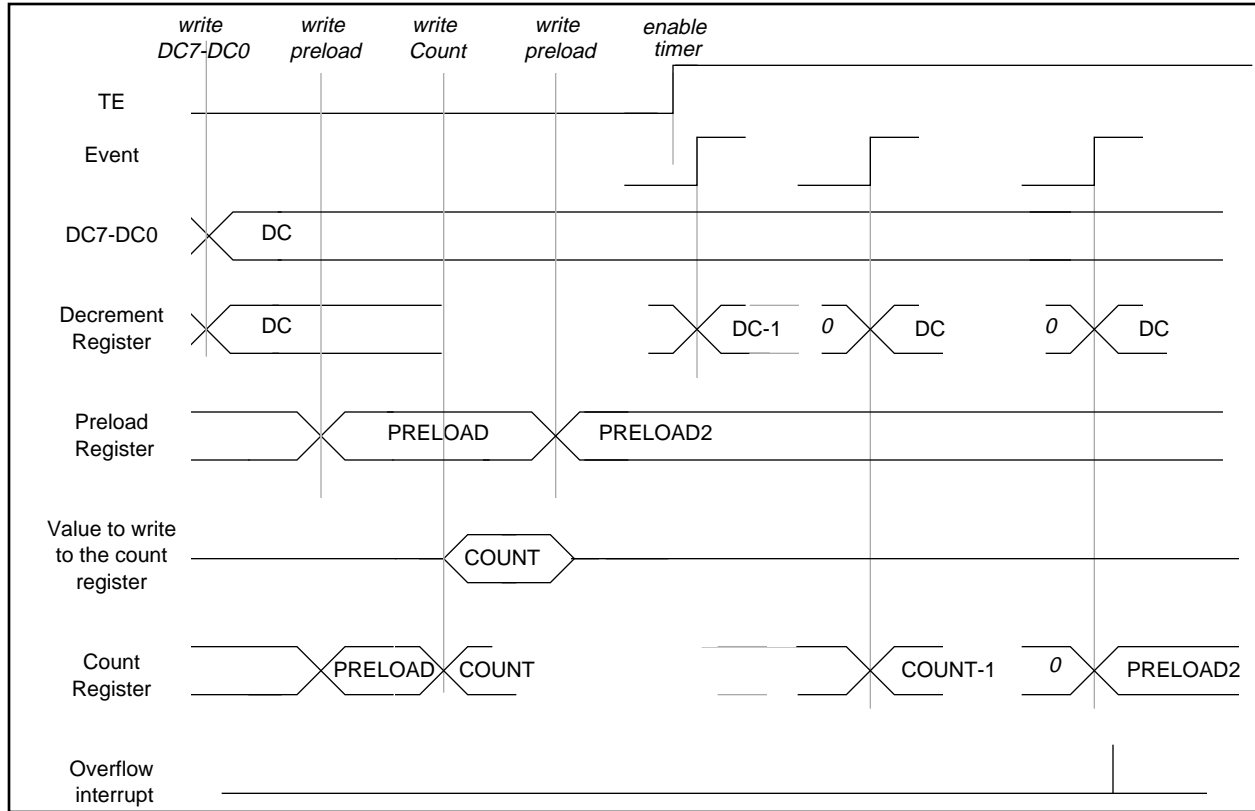 write
DC7-DC0
write
preload
write
Count
write
preload
enable
timer
TE
Event
DC7-DC0
DC
Decrement
Register
DC
DC-1
0
DC
0
DC
Preload
Register
PRELOAD
PRELOAD2
Value to write
to the count
register
COUNT
Count
Register
PRELOAD
COUNT
COUNT-1
0
PRELOAD2
Overflow
interrupt